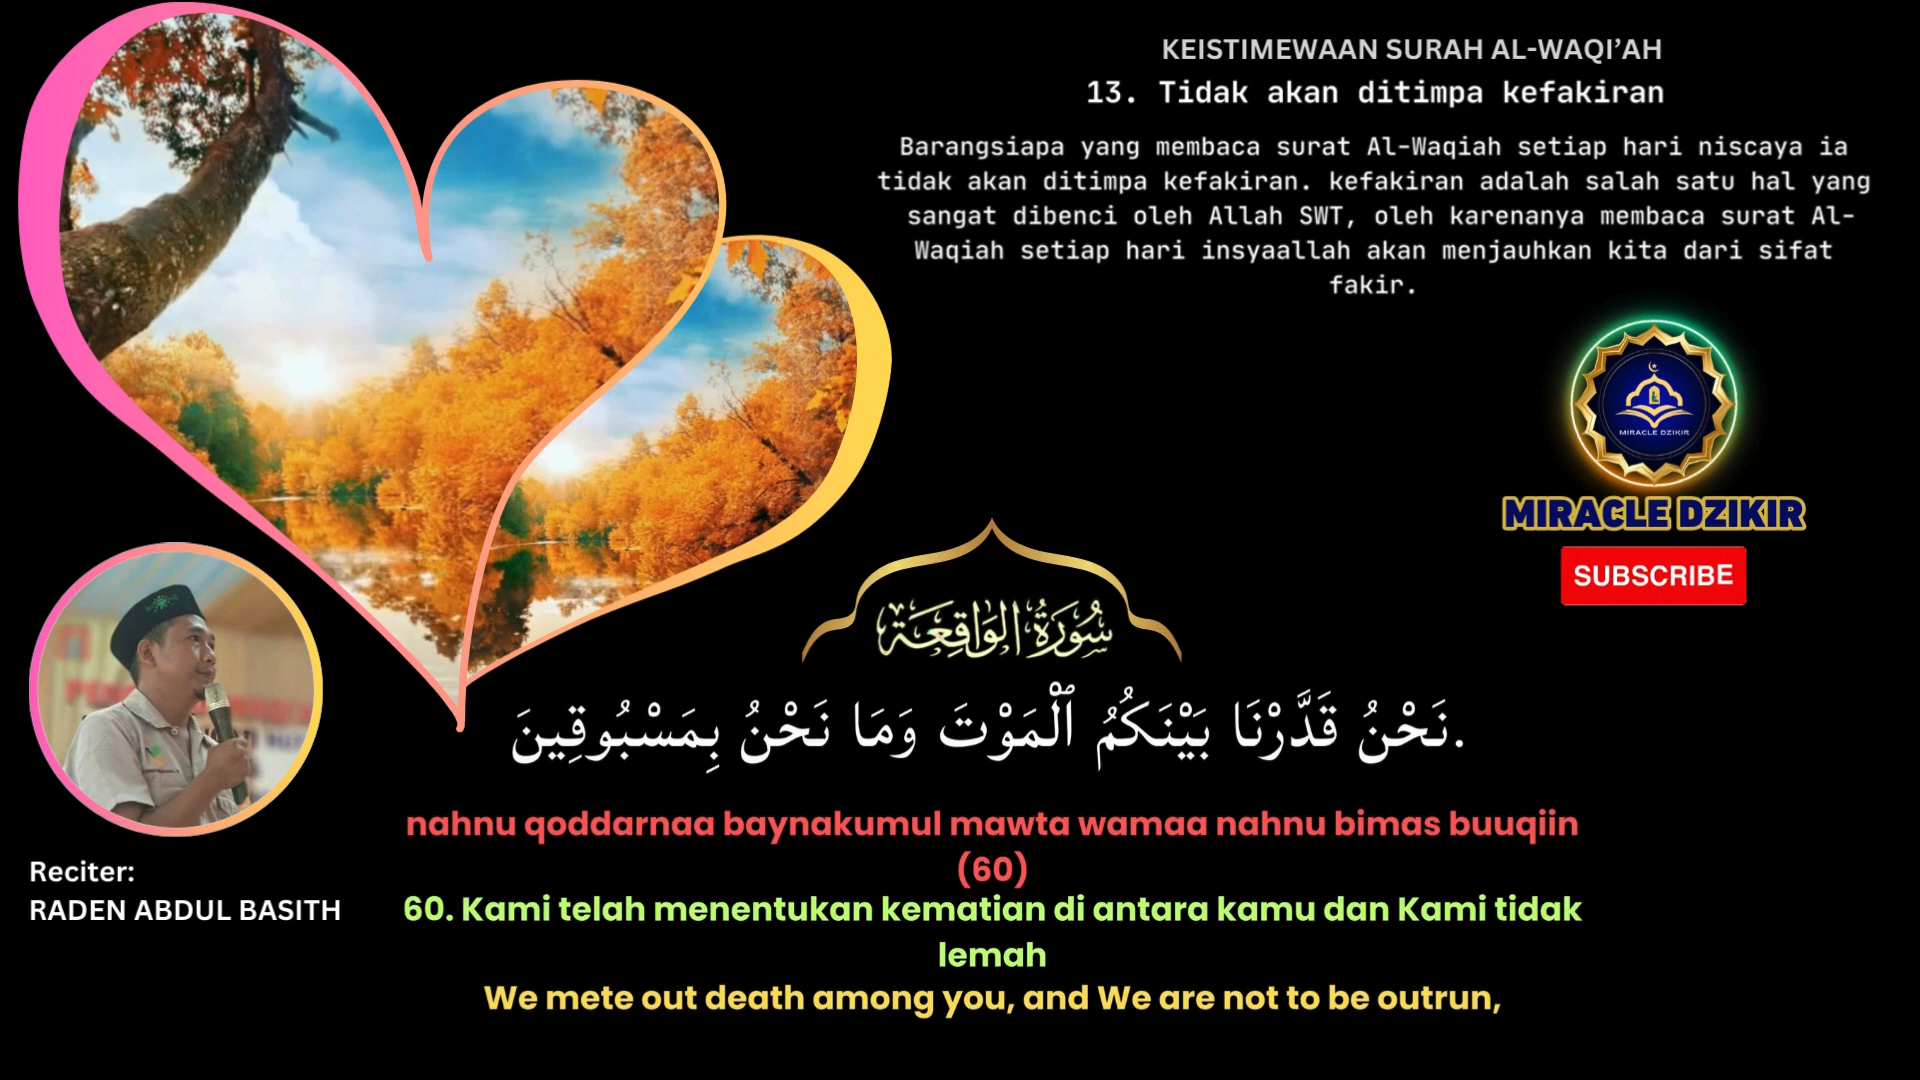 KEISTIMEWAAN SURAH AL-WAQI’AH
13. Tidak akan ditimpa kefakiran
Barangsiapa yang membaca surat Al-Waqiah setiap hari niscaya ia
tidak akan ditimpa kefakiran. kefakiran adalah salah satu hal yang
sangat dibenci oleh Allah SWT, oleh karenanya membaca surat Al-
Waqiah setiap hari insyaallah akan menjauhkan kita dari sifat
fakir.
MIRACLE DZIKIR
MIRACLE DZIKIR
SUBSCRIBE
سُورَةُ الوَاقِعَة
نَحْنُ قَدَّرْنَا بَيْنَكُمُ ٱلْمَوْتَ وَمَا نَحْنُ بِمَسْبُوقِينَ.
nahnu qoddarnaa baynakumul mawta wamaa nahnu bimas buuqiin
(60)
60. Kami telah menentukan kematian di antara kamu dan Kami tidak
lemah
We mete out death among you, and We are not to be outrun,
Reciter:
RADEN ABDUL BASITH